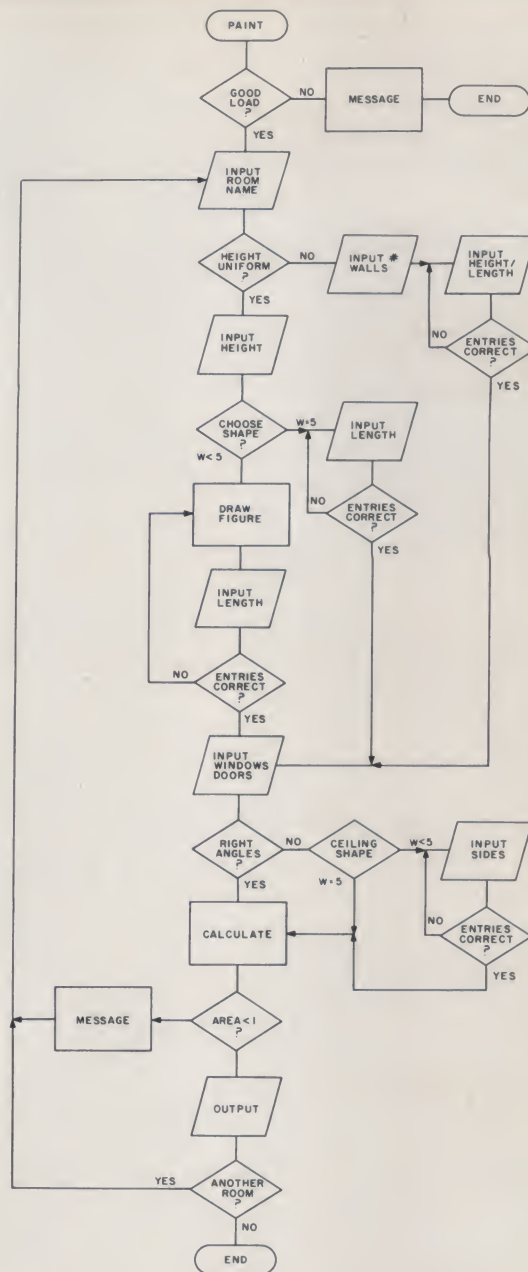 PAINT
GOOD
LOAD
?
NO
MESSAGE
END
YES
INPUT
ROOM
NAME
HEIGHT
UNIFORM
?
NO
INPUT #
WALLS
INPUT
HEIGHT/
LENGTH
YES
NO
ENTRIES
CORRECT
?
YES
INPUT
HEIGHT
CHOOSE
SHAPE
?
W=5
W<5
INPUT
LENGTH
NO
ENTRIES
CORRECT
?
YES
DRAW
FIGURE
INPUT
LENGTH
NO
ENTRIES
CORRECT
?
YES
INPUT
WINDOWS
DOORS
RIGHT
ANGLES
?
NO
CEILING
SHAPE
W<5
INPUT
SIDES
YES
W=5
NO
ENTRIES
CORRECT
?
YES
CALCULATE
MESSAGE
AREA<1
?
OUTPUT
YES
ANOTHER
ROOM
?
NO
END